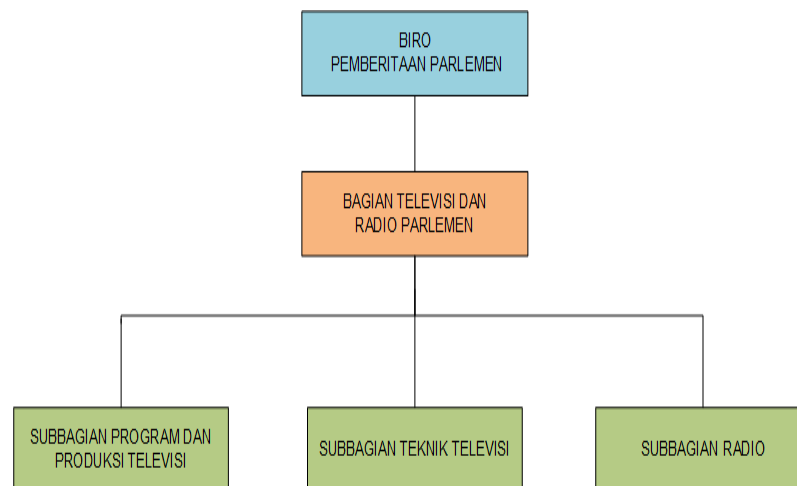 BIRO
PEMBERITAAN PARLEMEN
BAGIAN TELEVISI DAN
RADIO PARLEMEN
SUBBAGIAN PROGRAM DAN
PRODUKSI TELEVISI
SUBBAGIAN TEKNIK TELEVISI
SUBBAGIAN RADIO